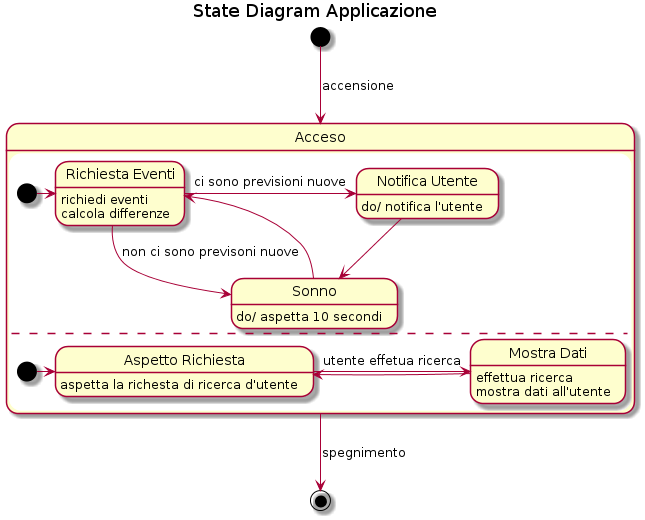 State Diagram Applicazione
accensione
Acceso
Richiesta Eventi
richiedi eventi
calcola differenze
ci sono previsioni nuove
Notifica Utente
do/ notifica l'utente
non ci sono previsoni nuove
Sonno
do/ aspetta 10 secondi
Aspetto Richiesta
aspetta la richesta di ricerca d'utente
utente effetua ricerca
Mostra Dati
effettua ricerca
mostra dati all'utente
spegnimento